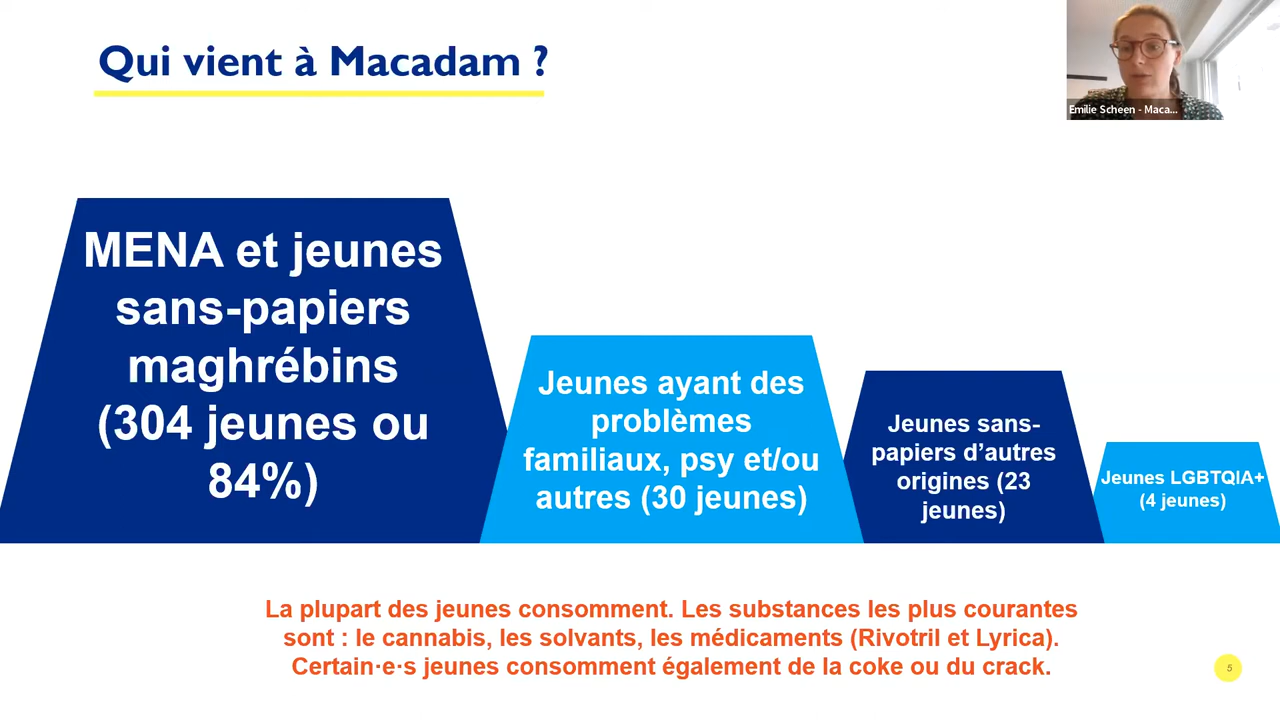 Qui vient à Macadam ?
Emilie Scheen - Maca...
MENA et jeunes
sans-papiers
maghrébins
(304 jeunes ou
84%)
Jeunes ayant des
problèmes
familiaux, psy et/ou
autres (30 jeunes)
Jeunes sans-
papiers d’autres
origines (23
jeunes)
Jeunes LGBTQIA+
(4 jeunes)
La plupart des jeunes consomment. Les substances les plus courantes
sont : le cannabis, les solvants, les médicaments (Rivotril et Lyrica).
Certain·e·s jeunes consomment également de la coke ou du crack.
5